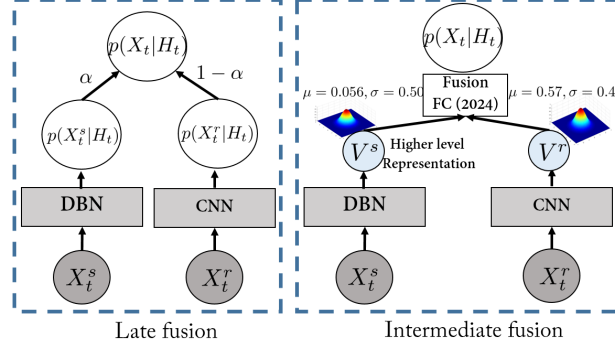 p(X_t|H_t)
α
1 − α
p(X_t^s|H_t)
p(X_t^r|H_t)
DBN
CNN
X_t^s
X_t^r
Late fusion
p(X_t|H_t)
μ = 0.056, σ = 0.50
Fusion
FC (2024)
μ = 0.57, σ = 0.4
V^s
Higher level
Representation
V^r
DBN
CNN
X_t^s
X_t^r
Intermediate fusion